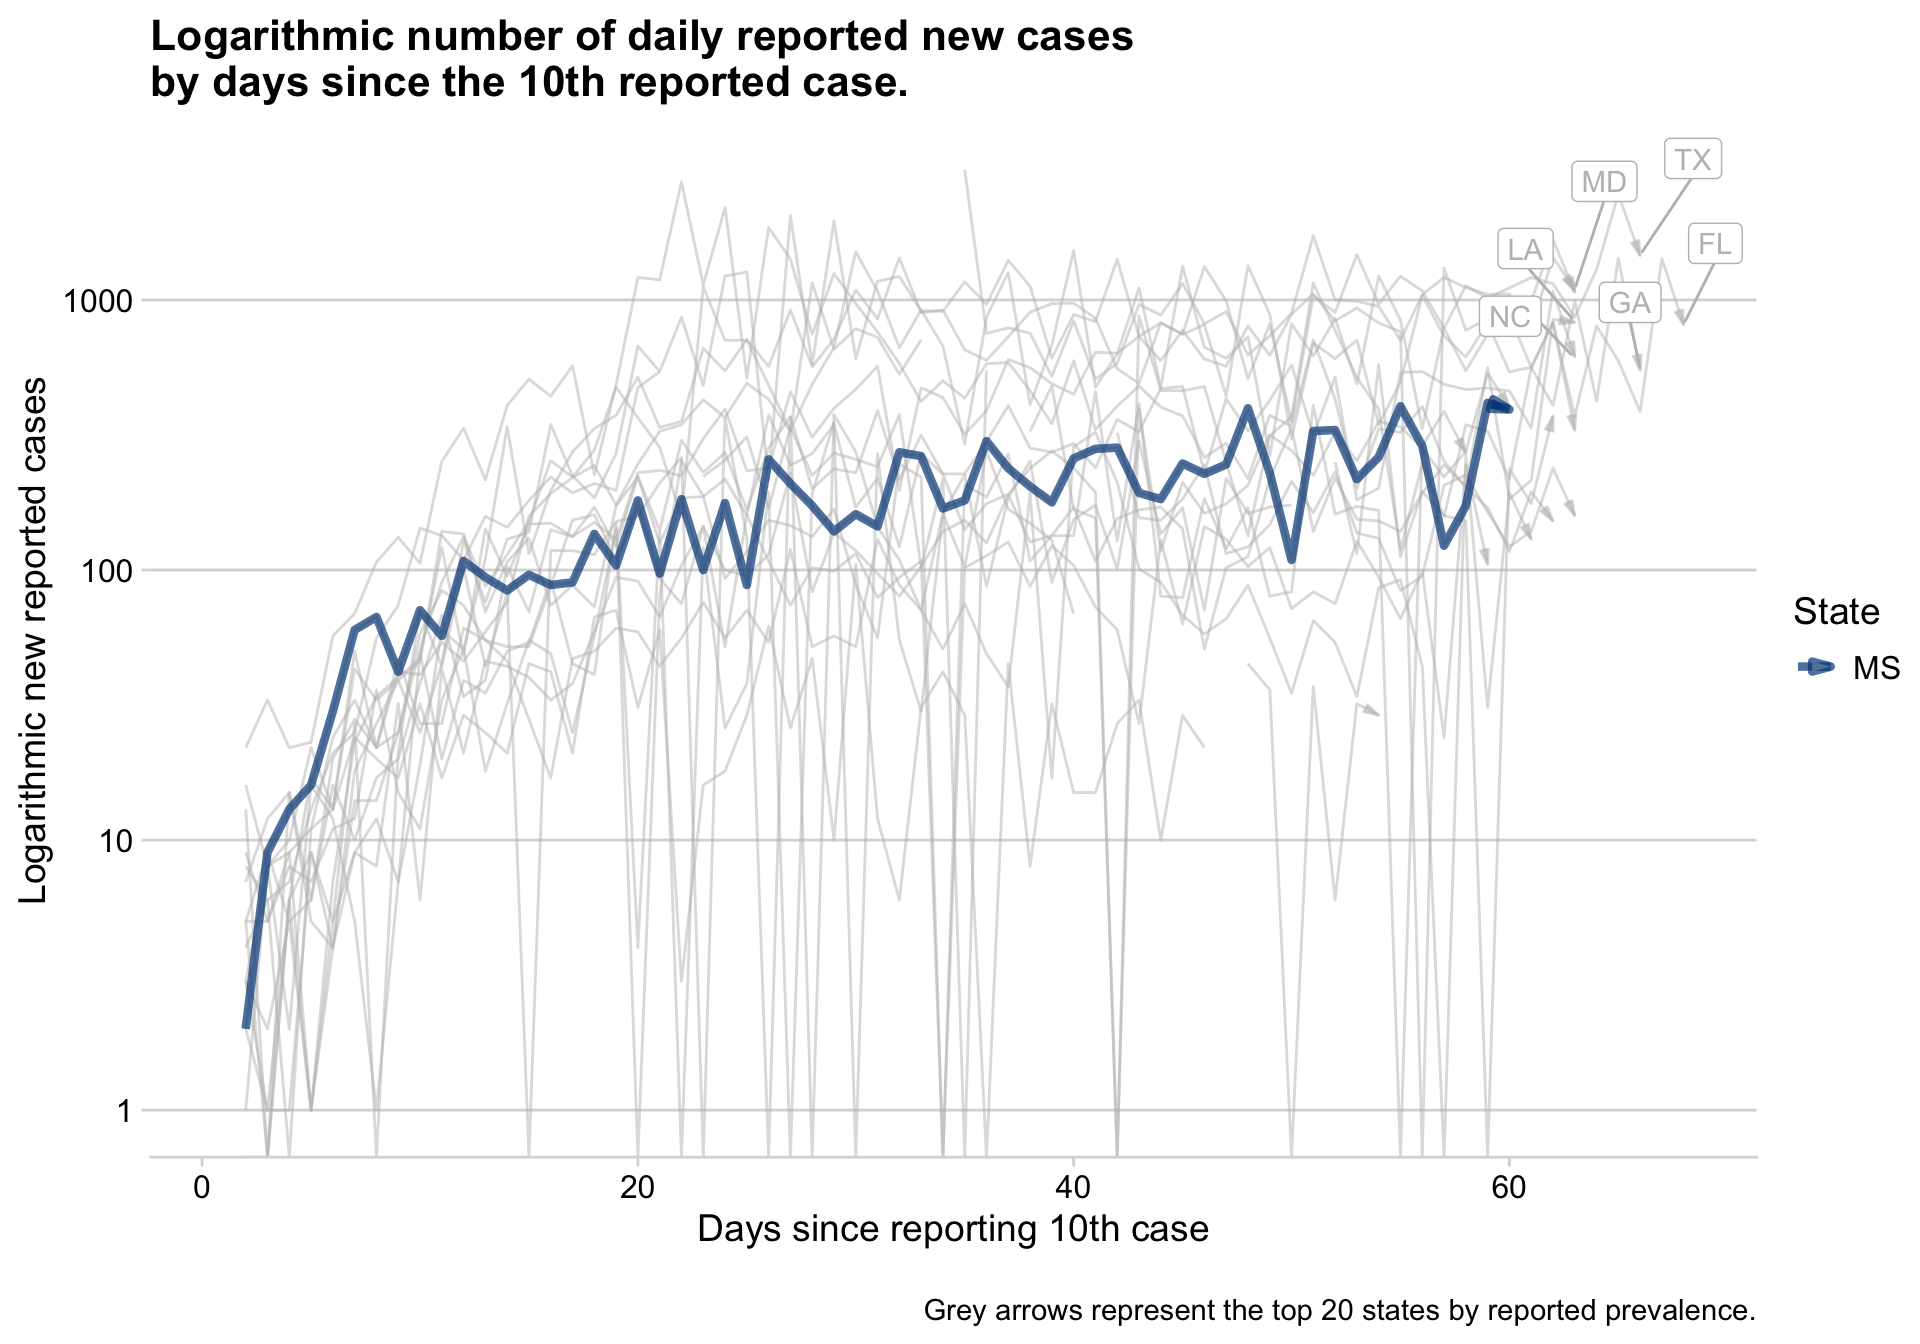 Logarithmic number of daily reported new cases
by days since the 10th reported case.
TX
MD
FL
LA
GA
NC
1000
100
10
1
Logarithmic new reported cases
State
MS
0
20
40
60
Days since reporting 10th case
Grey arrows represent the top 20 states by reported prevalence.